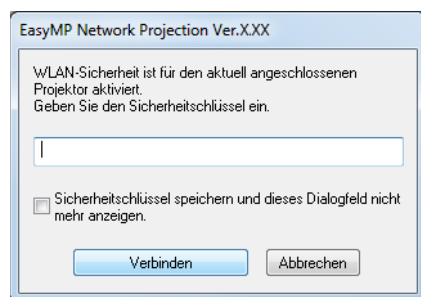 EasyMP Network Projection Ver.X.XX
WLAN-Sicherheit ist für den aktuell angeschlossenen
Projektor aktiviert.
Geben Sie den Sicherheitschlüssel ein.
Sicherheitschlüssel speichern und dieses Dialogfeld nicht
mehr anzeigen.
Verbinden Abbrechen